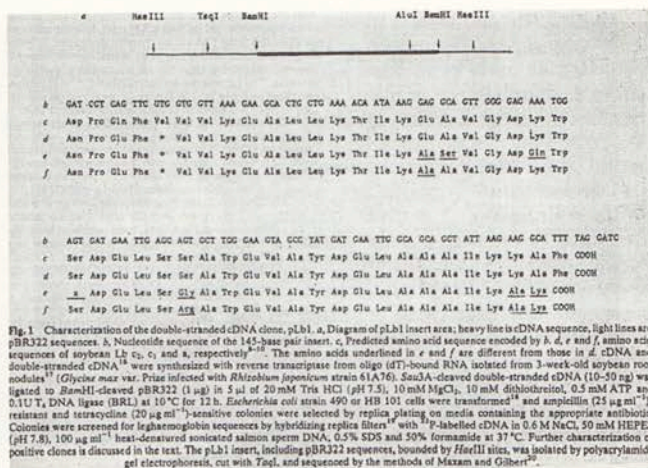 a HaeIII TaqI BamHI AluI BamHI HaeIII
b GAT CCT CAG TTC GTG GTG GTT AAA GAA GCA CTG CTG AAA ACA ATA AAG GAG GCA GTT GGG GAG AAA TGG
c Asp Pro Gln Phe Val Val Val Lys Glu Ala Leu Leu Lys Thr Ile Lys Glu Ala Val Gly Asp Lys Trp
d Asn Pro Glu Phe * Val Val Lys Glu Ala Leu Leu Lys Thr Ile Lys Glu Ala Val Gly Asp Lys Trp
e Asn Pro Glu Phe * Val Val Lys Glu Ala Leu Leu Lys Thr Ile Lys Ala Ser Val Gly Asp Gln Trp
f Asn Pro Glu Phe * Val Val Lys Glu Ala Leu Leu Lys Thr Ile Lys Ala Ala Val Gly Asp Lys Trp
b AGT GAT GAA TTG AGC AGT GCT TGG GAA GTA GCC TAT GAT GAA TTG GCA GCA GCT ATT AAG AAG GCA TTT TAG GATC
c Ser Asp Glu Leu Ser Ser Ala Trp Glu Val Ala Tyr Asp Glu Leu Ala Ala Ala Ile Lys Lys Ala Phe COOH
d Ser Asp Glu Leu Ser Ser Ala Trp Glu Val Ala Tyr Asp Glu Leu Ala Ala Ala Ile Lys Lys Ala Phe COOH
e * Asp Glu Leu Ser Gly Ala Trp Glu Val Ala Tyr Asp Glu Leu Ala Ala Ala Ile Lys Ala Lys COOH
f Ser Asp Glu Leu Ser Arg Ala Trp Glu Val Ala Tyr Asp Glu Leu Ala Ala Ala Ile Lys Ala Lys COOH
Fig. 1 Characterization of the double-stranded cDNA clone, pLb1. a, Diagram of pLb1 insert area; heavy line is cDNA sequence, light lines are
pBR322 sequences. b, Nucleotide sequence of the 145-base pair insert. c, Predicted amino acid sequence encoded by b. d, e and f, amino acid
sequences of soybean Lb c2, c1 and a, respectively8-10. The amino acids underlined in e and f are different from those in d. cDNA and
double-stranded cDNA16 were synthesized with reverse transcriptase from oligo (dT)-bound RNA isolated from 3-week-old soybean root
nodules17 (Glycine max var. Prize infected with Rhizobium japonicum strain 61A76). Sau3A-cleaved double-stranded cDNA (10-50 ng) was
ligated to BamHI-cleaved pBR322 (1 μg) in 5 μl of 20 mM Tris HCl (pH 7.5), 10 mM MgCl2, 10 mM dithiothreitol, 0.5 mM ATP and
0.1U T4 DNA ligase (BRL) at 10 °C for 12 h. Escherichia coli strain 490 or HB 101 cells were transformed18 and ampicillin (25 μg ml−1)-
resistant and tetracycline (20 μg ml−1)-sensitive colonies were selected by replica plating on media containing the appropriate antibiotic.
Colonies were screened for leghaemoglobin sequences by hybridizing replica filters19 with 32P-labelled cDNA in 0.6 M NaCl, 50 mM HEPES
(pH 7.8), 100 μg ml−1 heat-denatured sonicated salmon sperm DNA, 0.5% SDS and 50% formamide at 37 °C. Further characterization of
positive clones is discussed in the text. The pLb1 insert, including pBR322 sequences, bounded by HaeIII sites, was isolated by polyacrylamide
gel electrophoresis, cut with TaqI, and sequenced by the methods of Maxam and Gilbert20